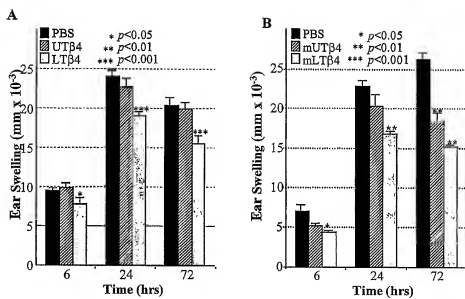 A
PBS
UTβ4
LTβ4
* p<0.05
** p<0.01
*** p<0.001
Ear Swelling (mm x 10-3)
25
20
15
10
5
0
*
***
***
6
24
72
Time (hrs)
B
PBS
mUTβ4
mLTβ4
* p<0.05
** p<0.01
*** p<0.001
Ear Swelling (mm x 10-3)
25
20
15
10
5
0
*
**
**
**
6
24
72
Time (hrs)